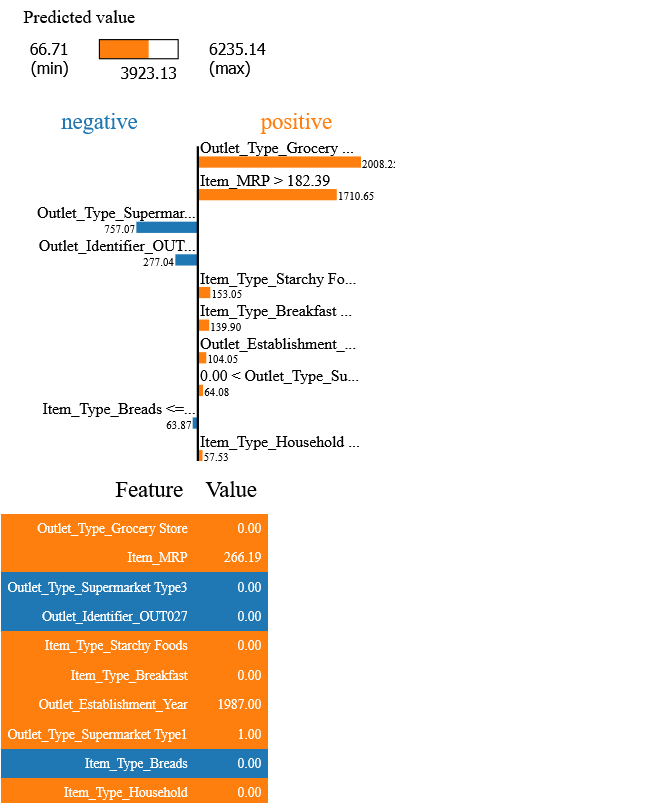 Predicted value
66.71
(min)
3923.13
6235.14
(max)
negative positive
Outlet_Type_Grocery ...
2008.2
Item_MRP > 182.39
1710.65
Outlet_Type_Supermar...
757.07
Outlet_Identifier_OUT...
277.04
Item_Type_Starchy Fo...
153.05
Item_Type_Breakfast ...
139.90
Outlet_Establishment_...
104.05
0.00 < Outlet_Type_Su...
64.08
Item_Type_Breads <=...
63.87
Item_Type_Household ...
57.53
Feature Value
Outlet_Type_Grocery Store 0.00
Item_MRP 266.19
Outlet_Type_Supermarket Type3 0.00
Outlet_Identifier_OUT027 0.00
Item_Type_Starchy Foods 0.00
Item_Type_Breakfast 0.00
Outlet_Establishment_Year 1987.00
Outlet_Type_Supermarket Type1 1.00
Item_Type_Breads 0.00
Item_Type_Household 0.00